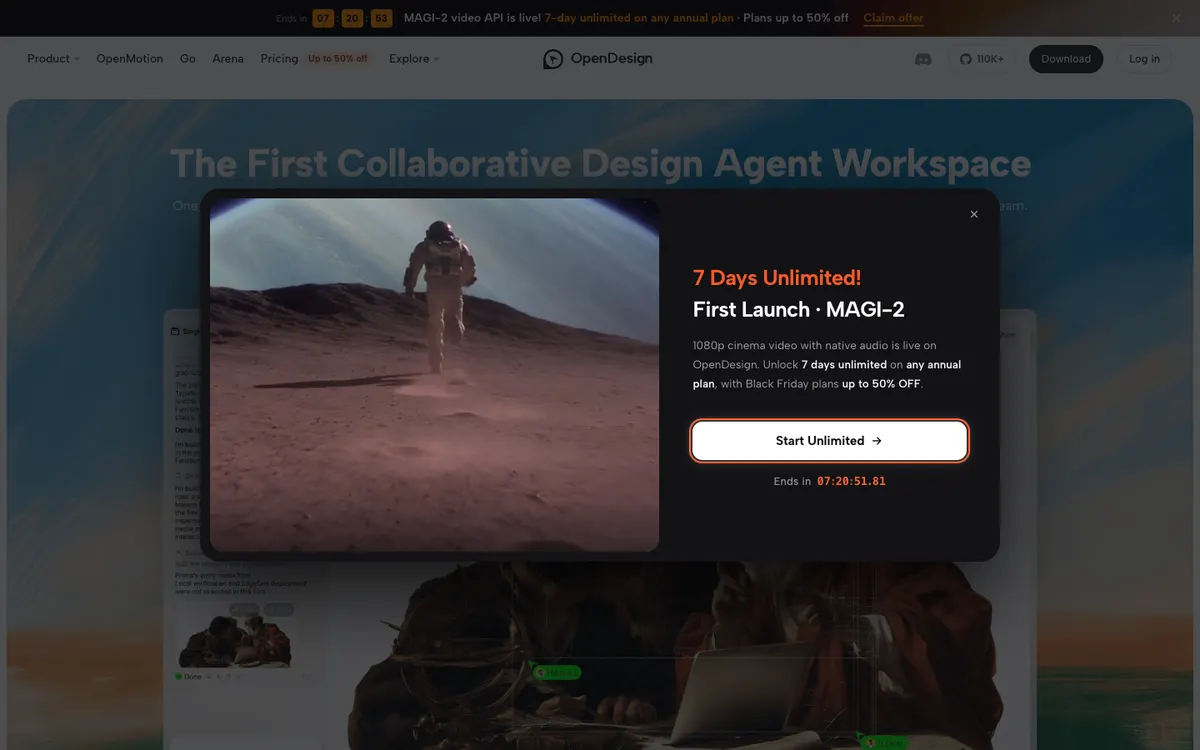 Ends in 07 : 20 : 53 MAGI-2 video API is live! 7-day unlimited on any annual plan · Plans up to 50% off Claim offer
Product OpenMotion Go Arena Pricing Up to 50% off Explore OpenDesign 110K+ Download Log in
The First Collaborative Design Agent Workspace
One
7 Days Unlimited!
First Launch · MAGI-2
1080p cinema video with native audio is live on
OpenDesign. Unlock 7 days unlimited on any annual
plan, with Black Friday plans up to 50% OFF.
Start Unlimited →
Ends in 07:20:51.81
Done